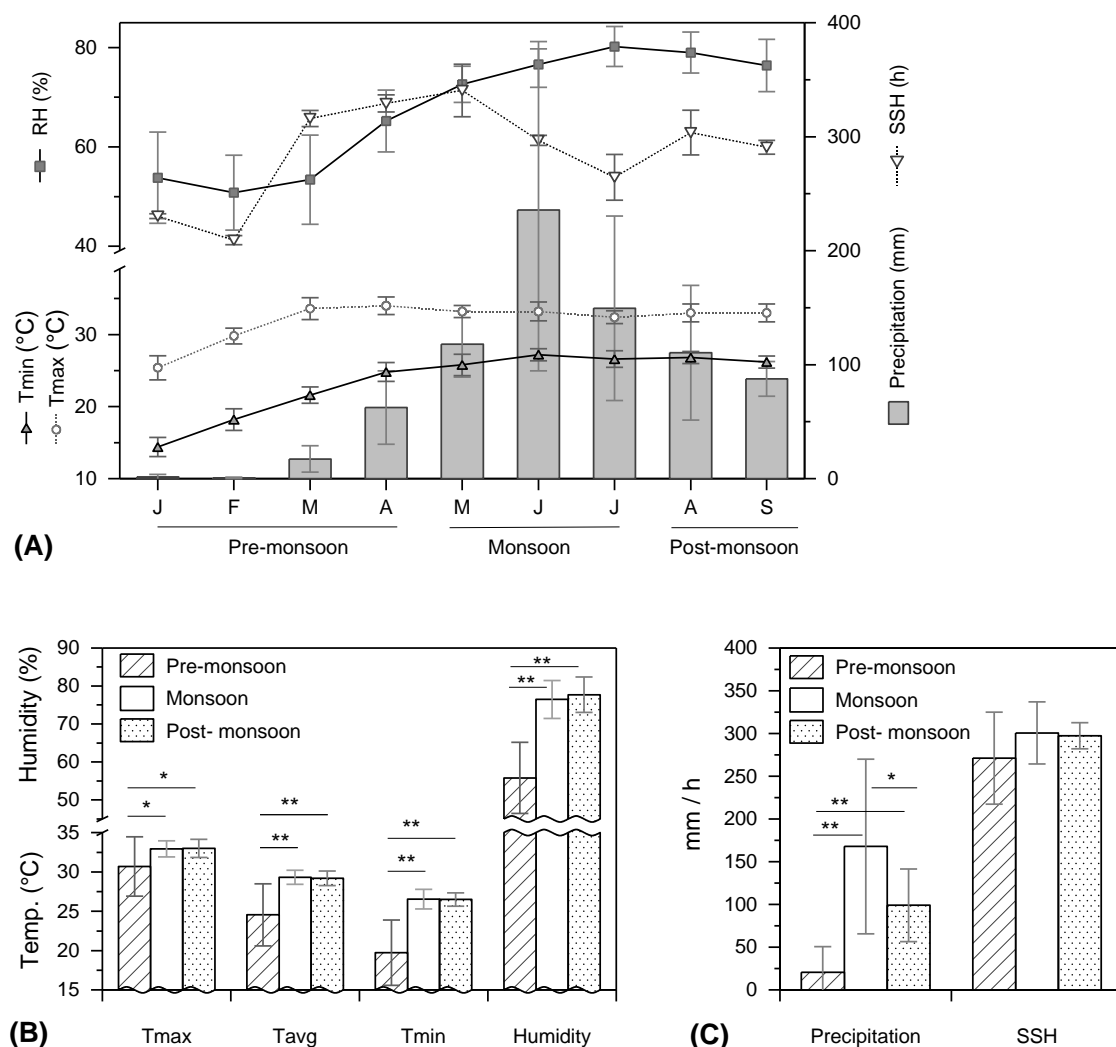 RH (%)
80
60
40
30
20
10
Tmin (°C)
Tmax (°C)
400
300
200
100
0
SSH (h)
Precipitation (mm)
J F M A M J J A S
Pre-monsoon Monsoon Post-monsoon
(A)
Humidity (%)
Temp. (°C)
90
80
70
60
50
35
30
25
20
15
Pre-monsoon
Monsoon
Post- monsoon
* * ** ** ** ** ** **
Tmax Tavg Tmin Humidity
(B)
mm / h
400
350
300
250
200
150
100
50
0
Pre-monsoon
Monsoon
Post- monsoon
*
**
**
Precipitation SSH
(C)